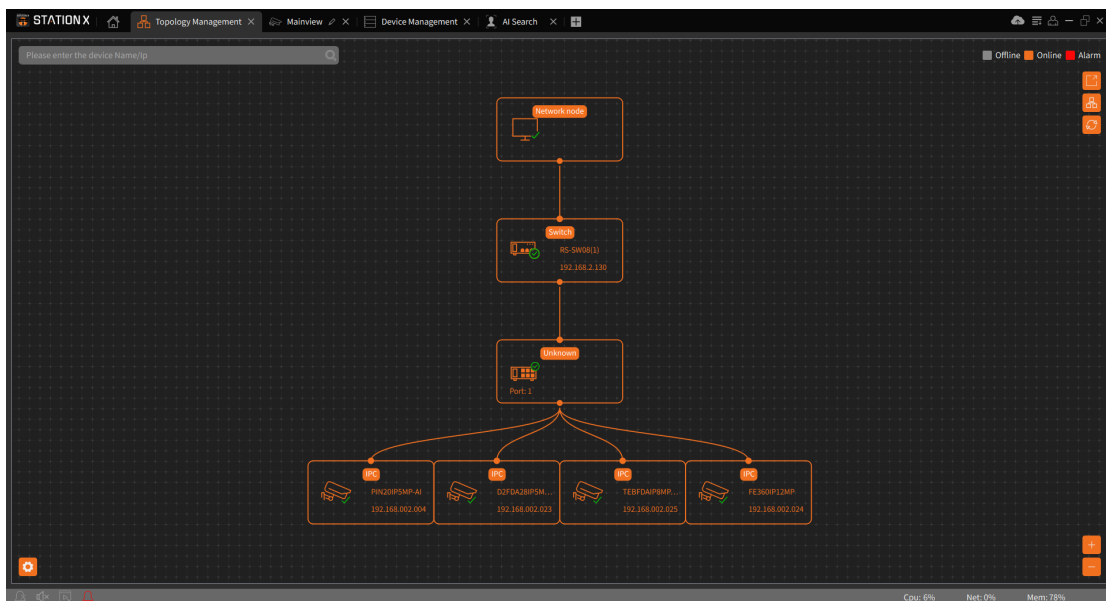 STATION X
Topology Management
Mainview
Device Management
AI Search
Please enter the device Name/Ip
Offline
Online
Alarm
Network node
Switch
RS-SW08(1)
192.168.2.130
Unknown
Port: 1
IPC
PIN20IP5MP-AI
192.168.002.004
IPC
D2FDA28IP5M...
192.168.002.023
IPC
TEBFDAIP8MP...
192.168.002.025
IPC
FE360IP12MP
192.168.002.024
Cpu: 6%
Net: 0%
Mem: 78%